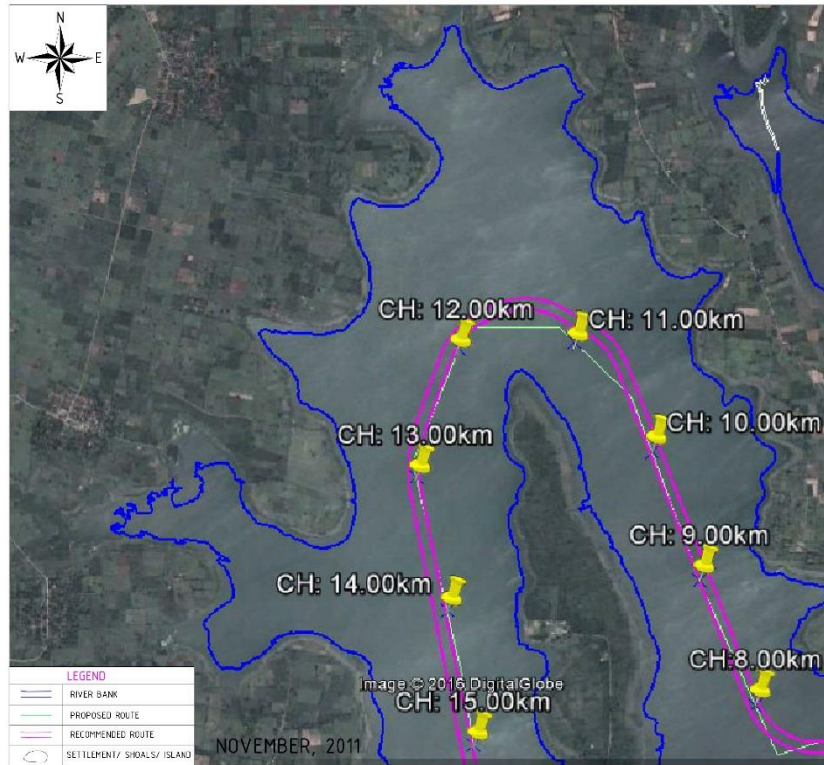 N
W E
S
CH: 12.00km
CH: 11.00km
CH: 10.00km
CH: 13.00km
CH: 9.00km
CH: 14.00km
CH:8.00km
Image © 2016 DigitalGlobe
CH: 15.00km
LEGEND
RIVER BANK
PROPOSED ROUTE
RECOMMENDED ROUTE
SETTLEMENT/ SHOALS/ ISLAND
NOVEMBER, 2011